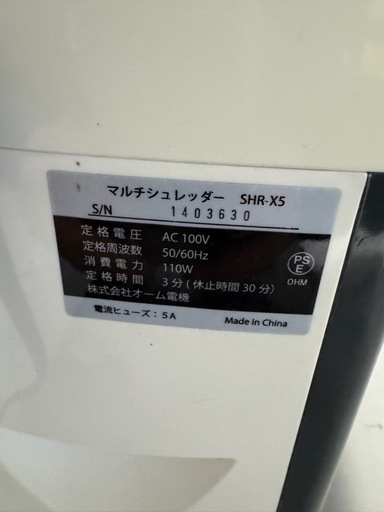 マルチシュレッダー SHR-X5
S/N 1403630
定格電圧 AC 100V
定格周波数 50/60Hz
消費電力 110W
定格時間 3分(休止時間30分)
株式会社オーム電機
PS
E
OHM
電流ヒューズ:5A Made in China